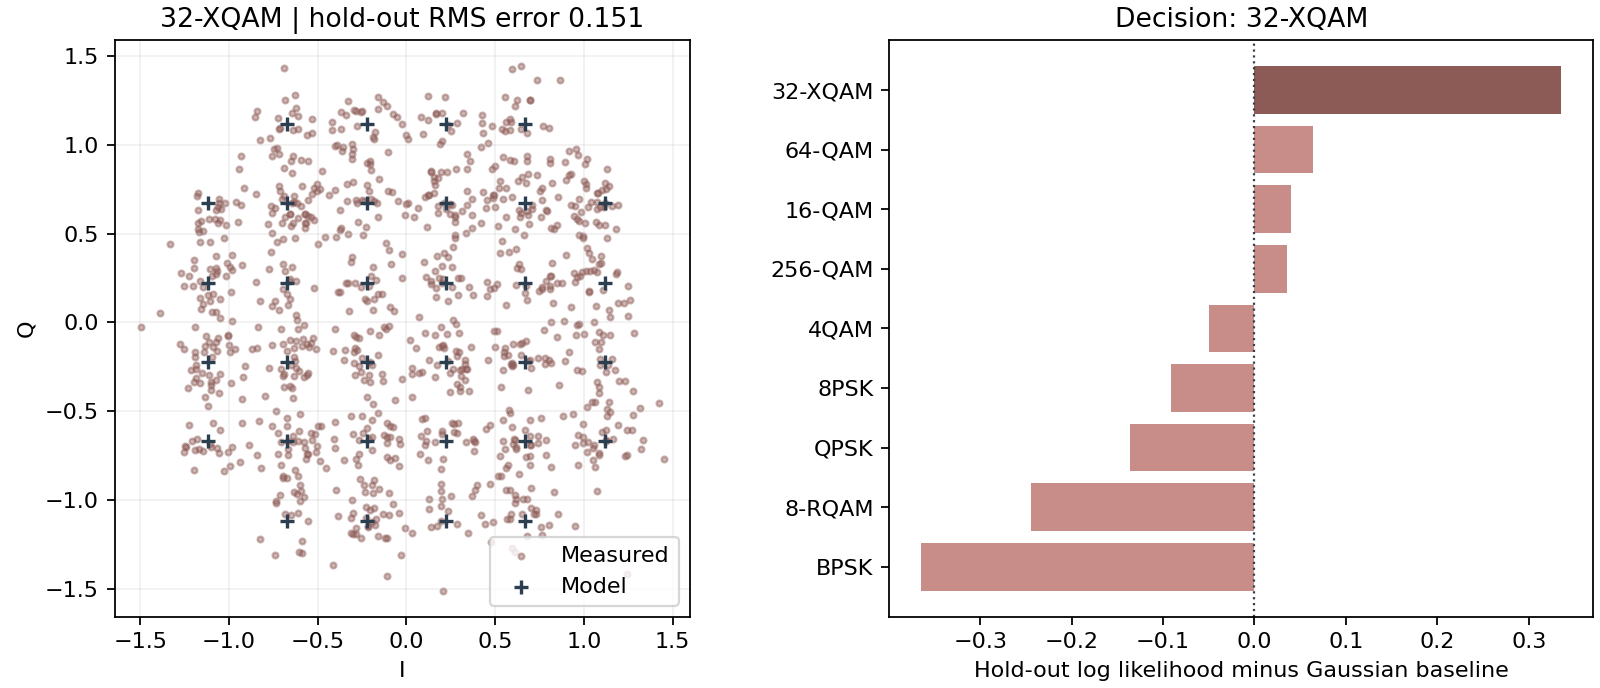 32-XQAM | hold-out RMS error 0.151
1.5
1.0
0.5
0.0
−0.5
−1.0
−1.5
Q
−1.5
−1.0
−0.5
0.0
0.5
1.0
1.5
I
Measured
Model
Decision: 32-XQAM
32-XQAM
64-QAM
16-QAM
256-QAM
4QAM
8PSK
QPSK
8-RQAM
BPSK
−0.3
−0.2
−0.1
0.0
0.1
0.2
0.3
Hold-out log likelihood minus Gaussian baseline